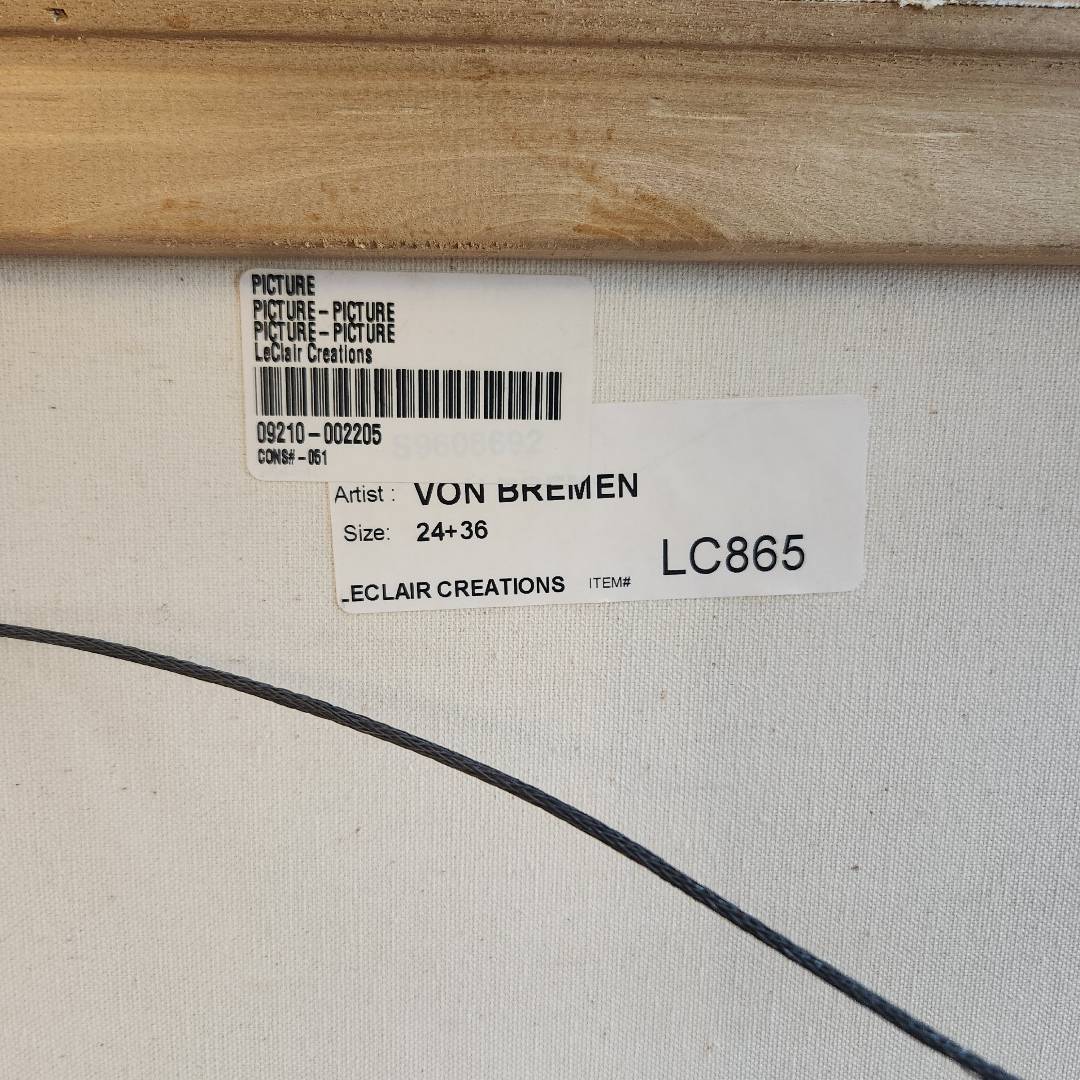 PICTURE
PICTURE-PICTURE
PICTURE-PICTURE
LeClair Creations
09210-002205
CONS#-051
Artist : VON BREMEN
Size: 24+36
LECLAIR CREATIONS ITEM# LC865